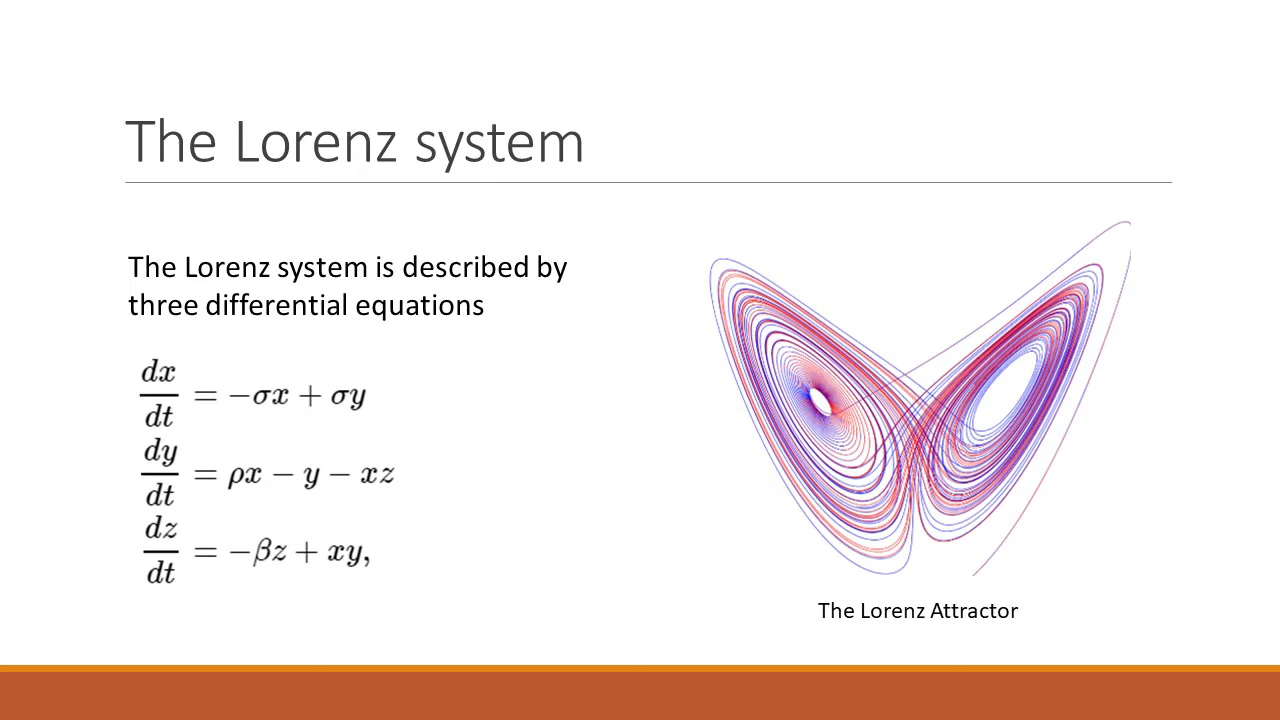 The Lorenz system
The Lorenz system is described by
three differential equations
dx/dt = −σx + σy
dy/dt = ρx − y − xz
dz/dt = −βz + xy,
The Lorenz Attractor